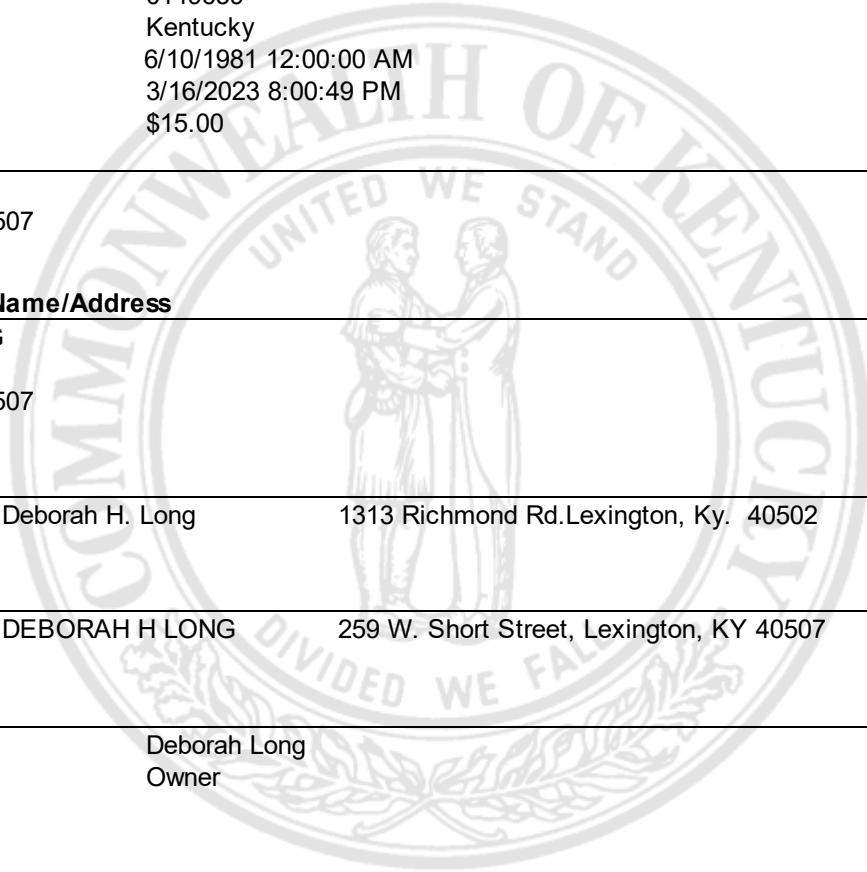 Kentucky
6/10/1981 12:00:00 AM
3/16/2023 8:00:49 PM
$15.00
507
Name/Address
G
507
Deborah H. Long 1313 Richmond Rd.Lexington, Ky.  40502
DEBORAH H LONG 259 W. Short Street, Lexington, KY 40507
Deborah Long
Owner
COMMONWEALTH OF KENTUCKY
UNITED WE STAND
DIVIDED WE FALL